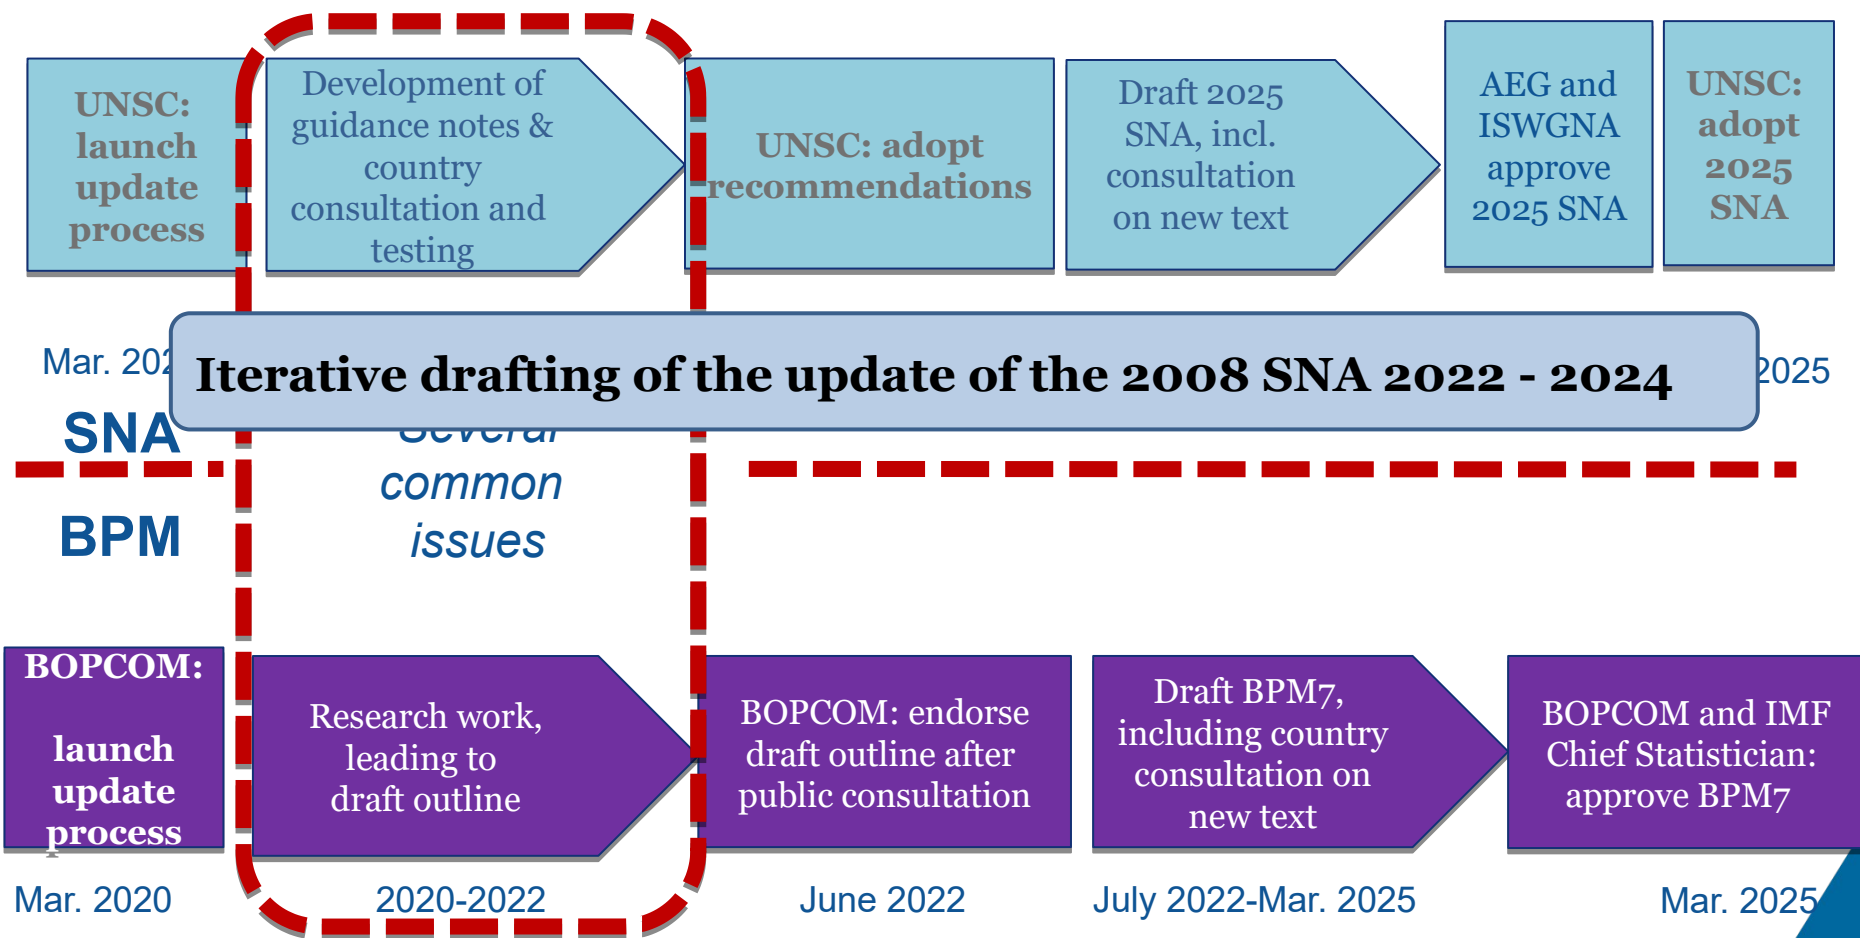 UNSC:
launch
update
process
Development of
guidance notes &
country
consultation and
testing
UNSC: adopt
recommendations
Draft 2025
SNA, incl.
consultation
on new text
AEG and
ISWGNA
approve
2025 SNA
UNSC:
adopt
2025
SNA
Mar.
Iterative drafting of the update of the 2008 SNA 2022 - 2024
2025
SNA
Several
common
issues
BPM
BOPCOM:
launch
update
process
Research work,
leading to
draft outline
BOPCOM: endorse
draft outline after
public consultation
Draft BPM7,
including country
consultation on
new text
BOPCOM and IMF
Chief Statistician:
approve BPM7
Mar. 2020
2020-2022
June 2022
July 2022-Mar. 2025
Mar. 2025